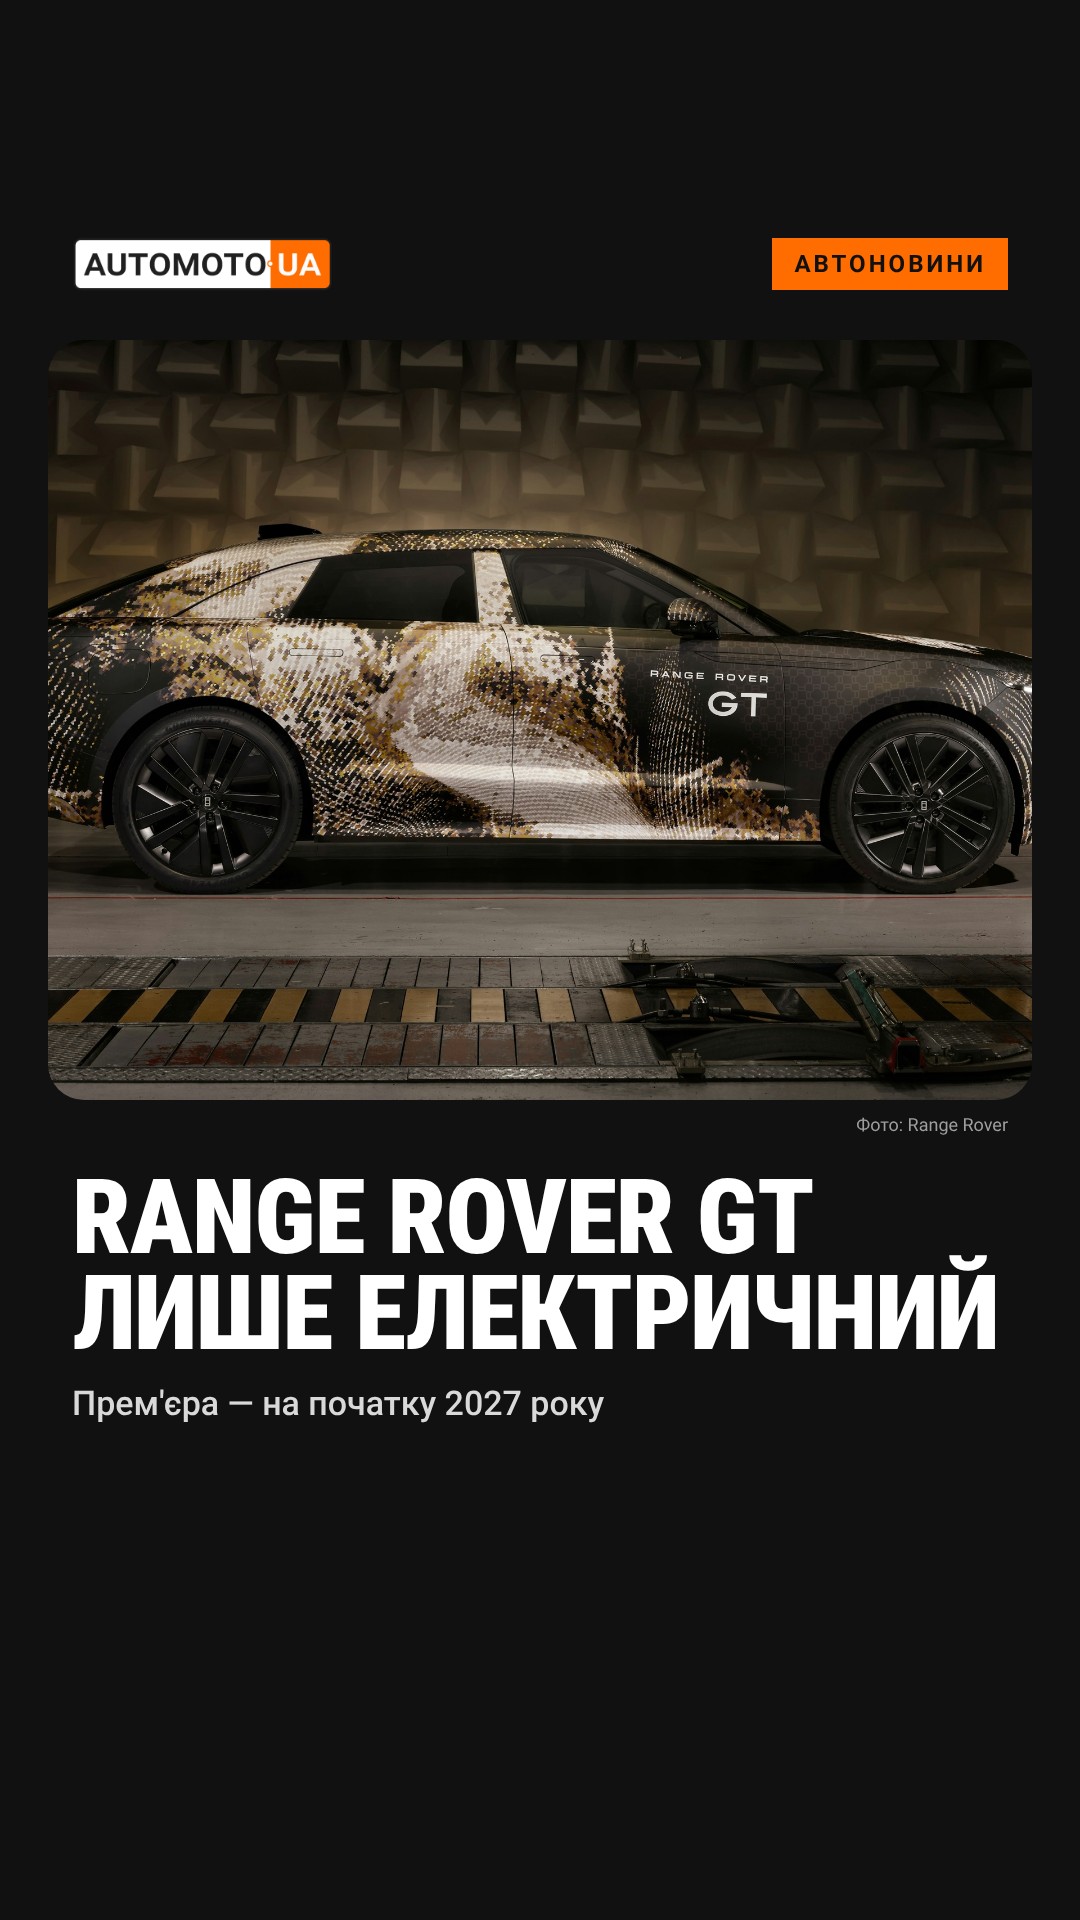 AUTOMOTO UA
АВТОНОВИНИ
RANGE ROVER
GT
Фото: Range Rover
RANGE ROVER GT
ЛИШЕ ЕЛЕКТРИЧНИЙ
Прем'єра — на початку 2027 року